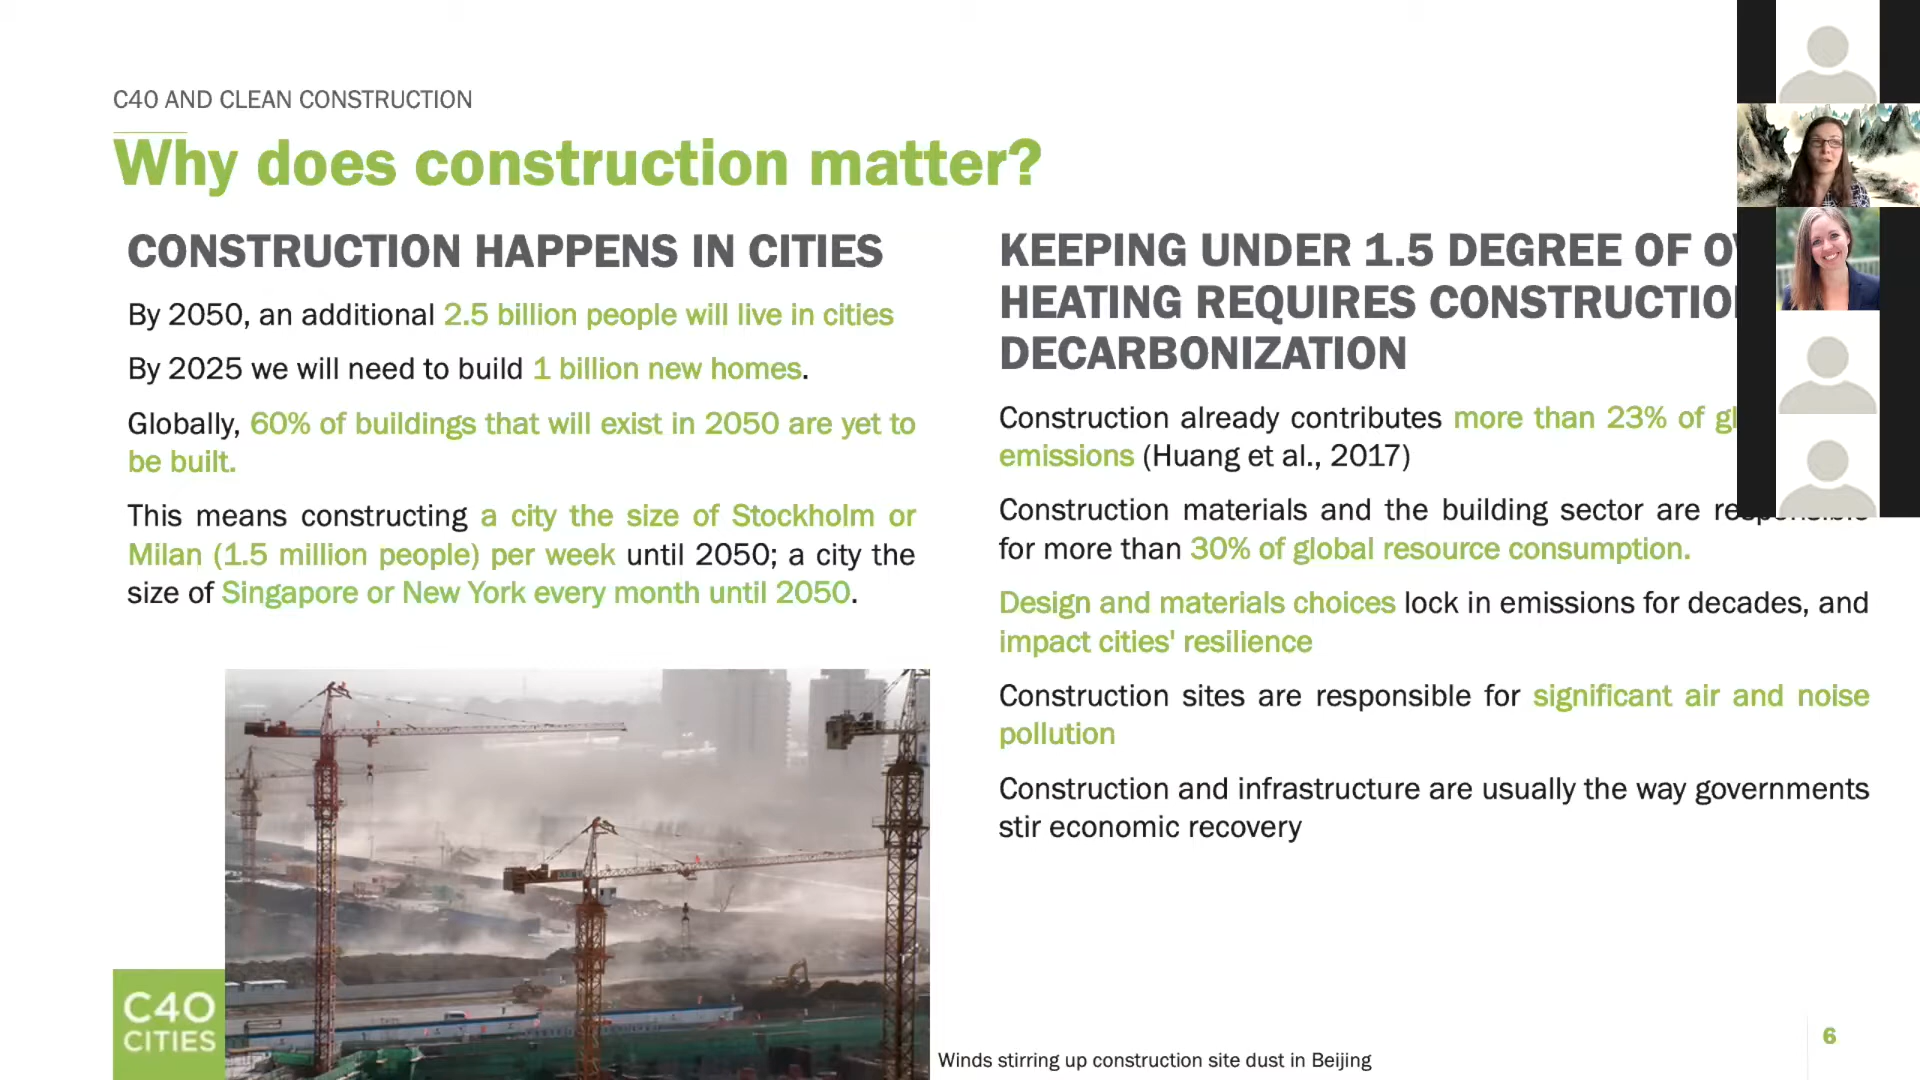 C40 AND CLEAN CONSTRUCTION
Why does construction matter?
CONSTRUCTION HAPPENS IN CITIES
By 2050, an additional 2.5 billion people will live in cities
By 2025 we will need to build 1 billion new homes.
Globally, 60% of buildings that will exist in 2050 are yet to
be built.
This means constructing a city the size of Stockholm or
Milan (1.5 million people) per week until 2050; a city the
size of Singapore or New York every month until 2050.
KEEPING UNDER 1.5 DEGREE OF
HEATING REQUIRES
DECARBONIZATION
Construction already contributes more than 23% of
emissions (Huang et al., 2017)
Construction materials and the building sector are responsible
for more than 30% of global resource consumption.
Design and materials choices lock in emissions for decades, and
impact cities' resilience
Construction sites are responsible for significant air and noise
pollution
Construction and infrastructure are usually the way governments
stir economic recovery
C40
CITIES
Winds stirring up construction site dust in Beijing
6